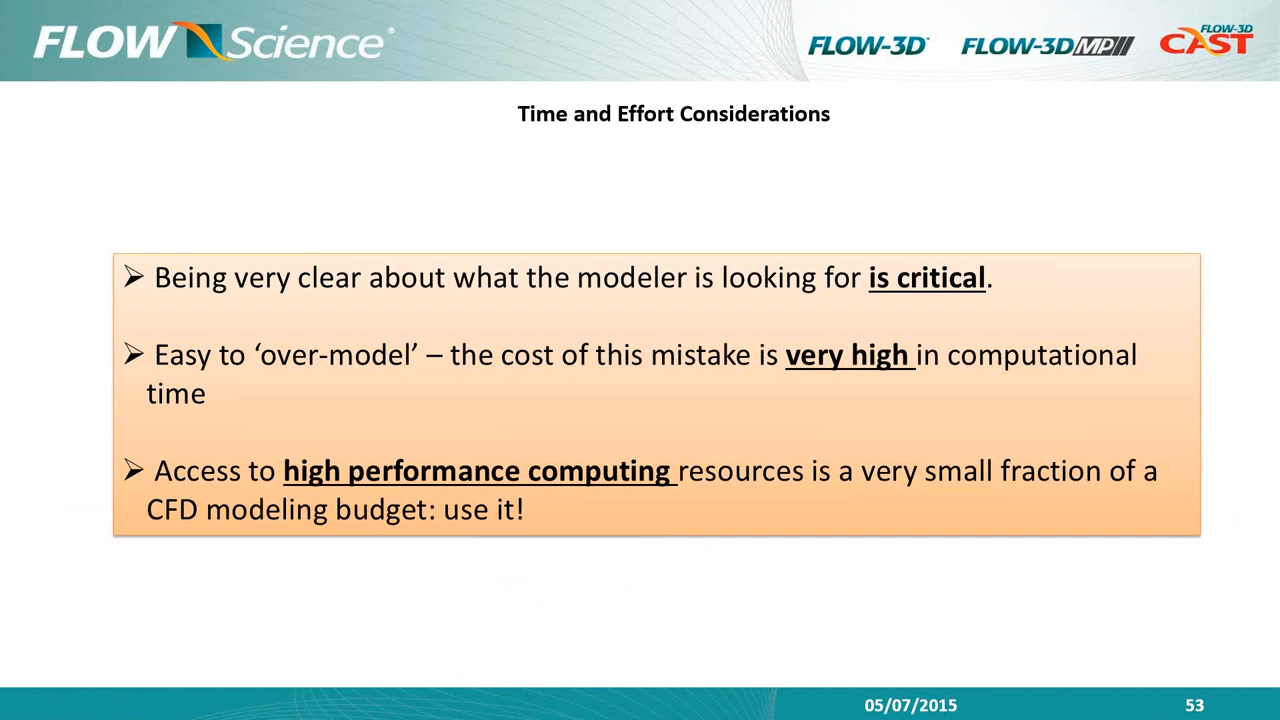 FLOW Science®
FLOW-3D® FLOW-3D MP FLOW-3D CAST
Time and Effort Considerations
➢ Being very clear about what the modeler is looking for is critical.
➢ Easy to ‘over-model’ – the cost of this mistake is very high in computational
time
➢ Access to high performance computing resources is a very small fraction of a
CFD modeling budget: use it!
05/07/2015 53